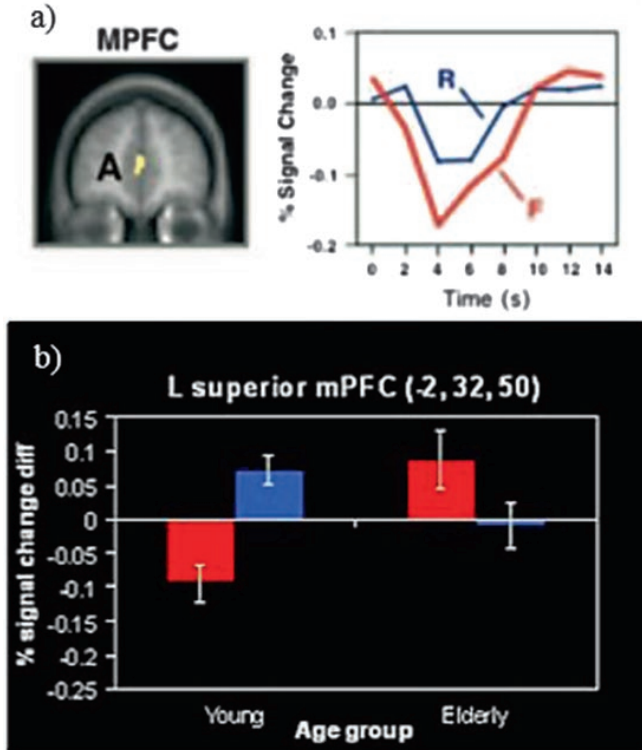 a)
MPFC
A
% Signal Change
0.1
0.0
-0.1
-0.2
R
F
0 2 4 6 8 10 12 14
Time (s)
b)
L superior mPFC (-2, 32, 50)
% signal change diff
0.15
0.1
0.05
0
-0.05
-0.1
-0.15
-0.2
-0.25
Young Elderly
Age group